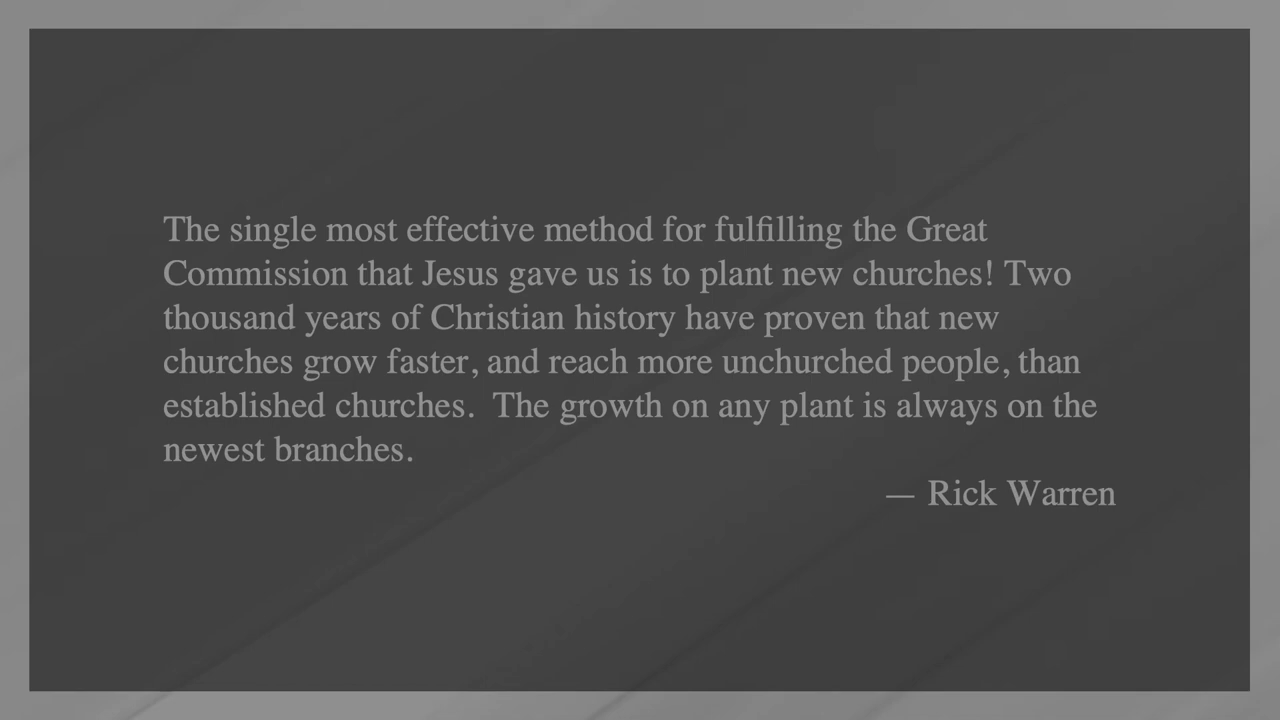 The single most effective method for fulfilling the Great
Commission that Jesus gave us is to plant new churches! Two
thousand years of Christian history have proven that new
churches grow faster, and reach more unchurched people, than
established churches.  The growth on any plant is always on the
newest branches.
— Rick Warren